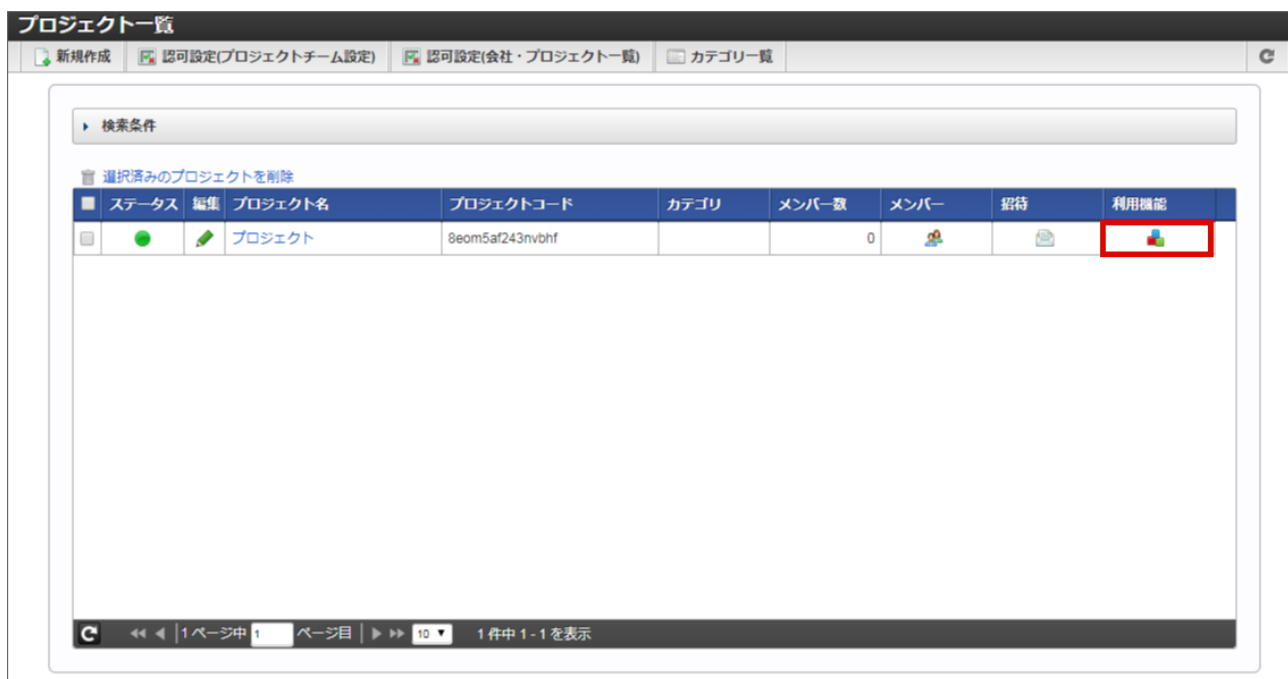 プロジェクト一覧
新規作成 認可設定(プロジェクトチーム設定) 認可設定(会社・プロジェクト一覧) カテゴリ一覧
検索条件
選択済みのプロジェクトを削除
ステータス 編集 プロジェクト名 プロジェクトコード カテゴリ メンバー数 メンバー 招待 利用機能
プロジェクト 8eom5af243nvbhf 0
1 ページ中 1 ページ目 10 1 件中 1 - 1 を表示